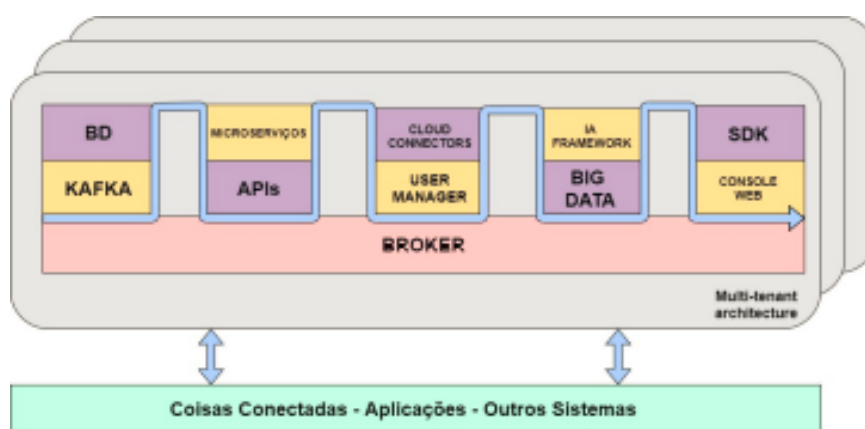 BD
MICROSERVIÇOS
CLOUD
CONNECTORS
IA
FRAMEWORK
SDK
KAFKA
APIs
USER
MANAGER
BIG
DATA
CONSOLE
WEB
BROKER
Multi-tenant
architecture
Coisas Conectadas - Aplicações - Outros Sistemas